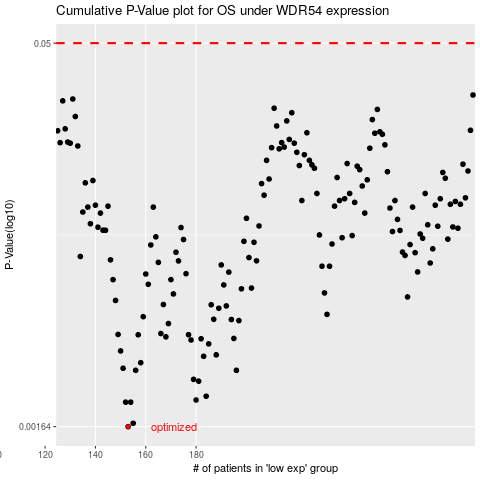 Cumulative P-Value plot for OS under WDR54 expression
0.05
P-Value(log10)
0.00164
optimized
0 120 140 160 180
# of patients in 'low exp' group